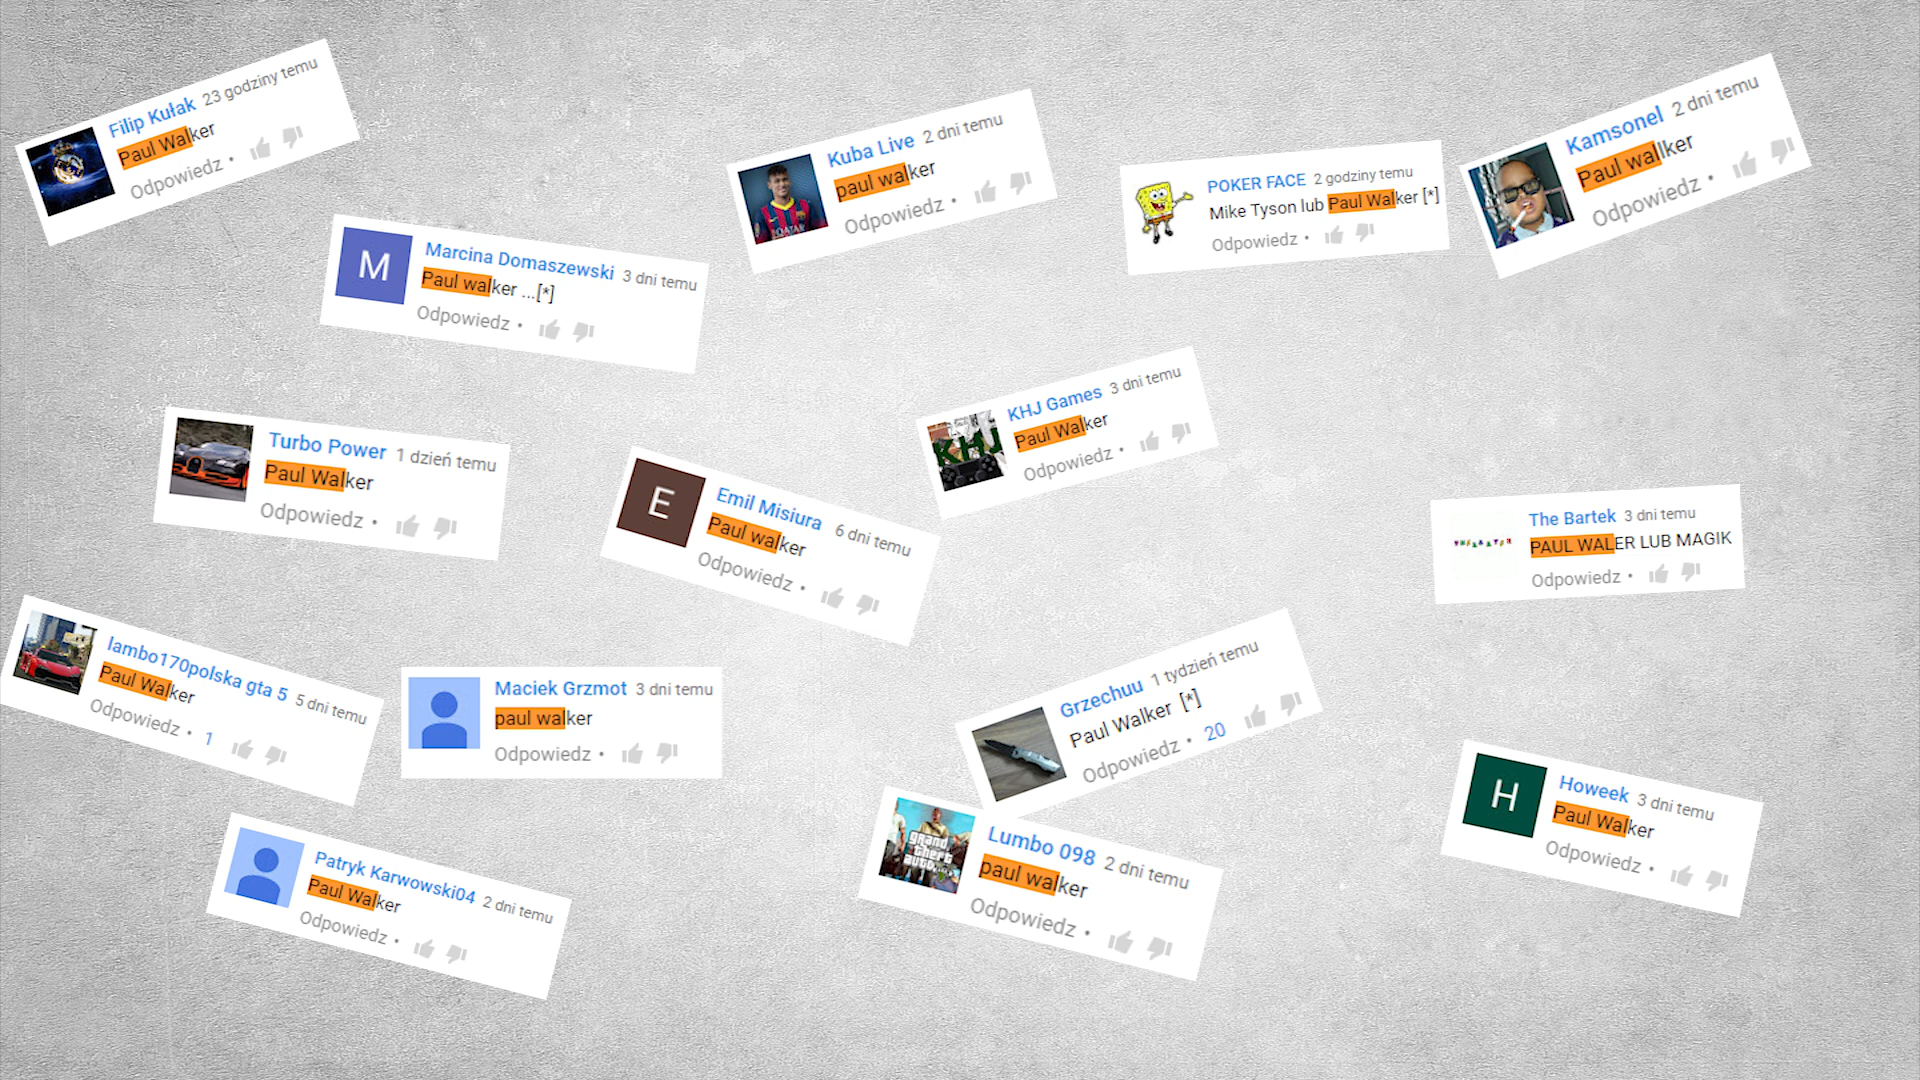 Filip Kułak 23 godziny temu
Paul Walker
Odpowiedz •
Kuba Live 2 dni temu
paul walker
Odpowiedz •
POKER FACE 2 godziny temu
Mike Tyson lub Paul Walker [*]
Odpowiedz •
Kamsonel 2 dni temu
Paul wallker
Odpowiedz •
M
Marcina Domaszewski 3 dni temu
Paul walker ...[*]
Odpowiedz •
Turbo Power 1 dzień temu
Paul Walker
Odpowiedz •
E
Emil Misiura 6 dni temu
Paul walker
Odpowiedz •
KHJ
KHJ Games 3 dni temu
Paul Walker
Odpowiedz •
The Bartek 3 dni temu
PAUL WALER LUB MAGIK
Odpowiedz •
lambo170polska gta 5 5 dni temu
Paul Walker
Odpowiedz • 1
Maciek Grzmot 3 dni temu
paul walker
Odpowiedz •
Grzechuu 1 tydzień temu
Paul Walker [*]
Odpowiedz • 20
H
Howeek 3 dni temu
Paul Walker
Odpowiedz •
Patryk Karwowski04 2 dni temu
Paul Walker
Odpowiedz •
grand
theft
auto
Lumbo 098 2 dni temu
paul walker
Odpowiedz •